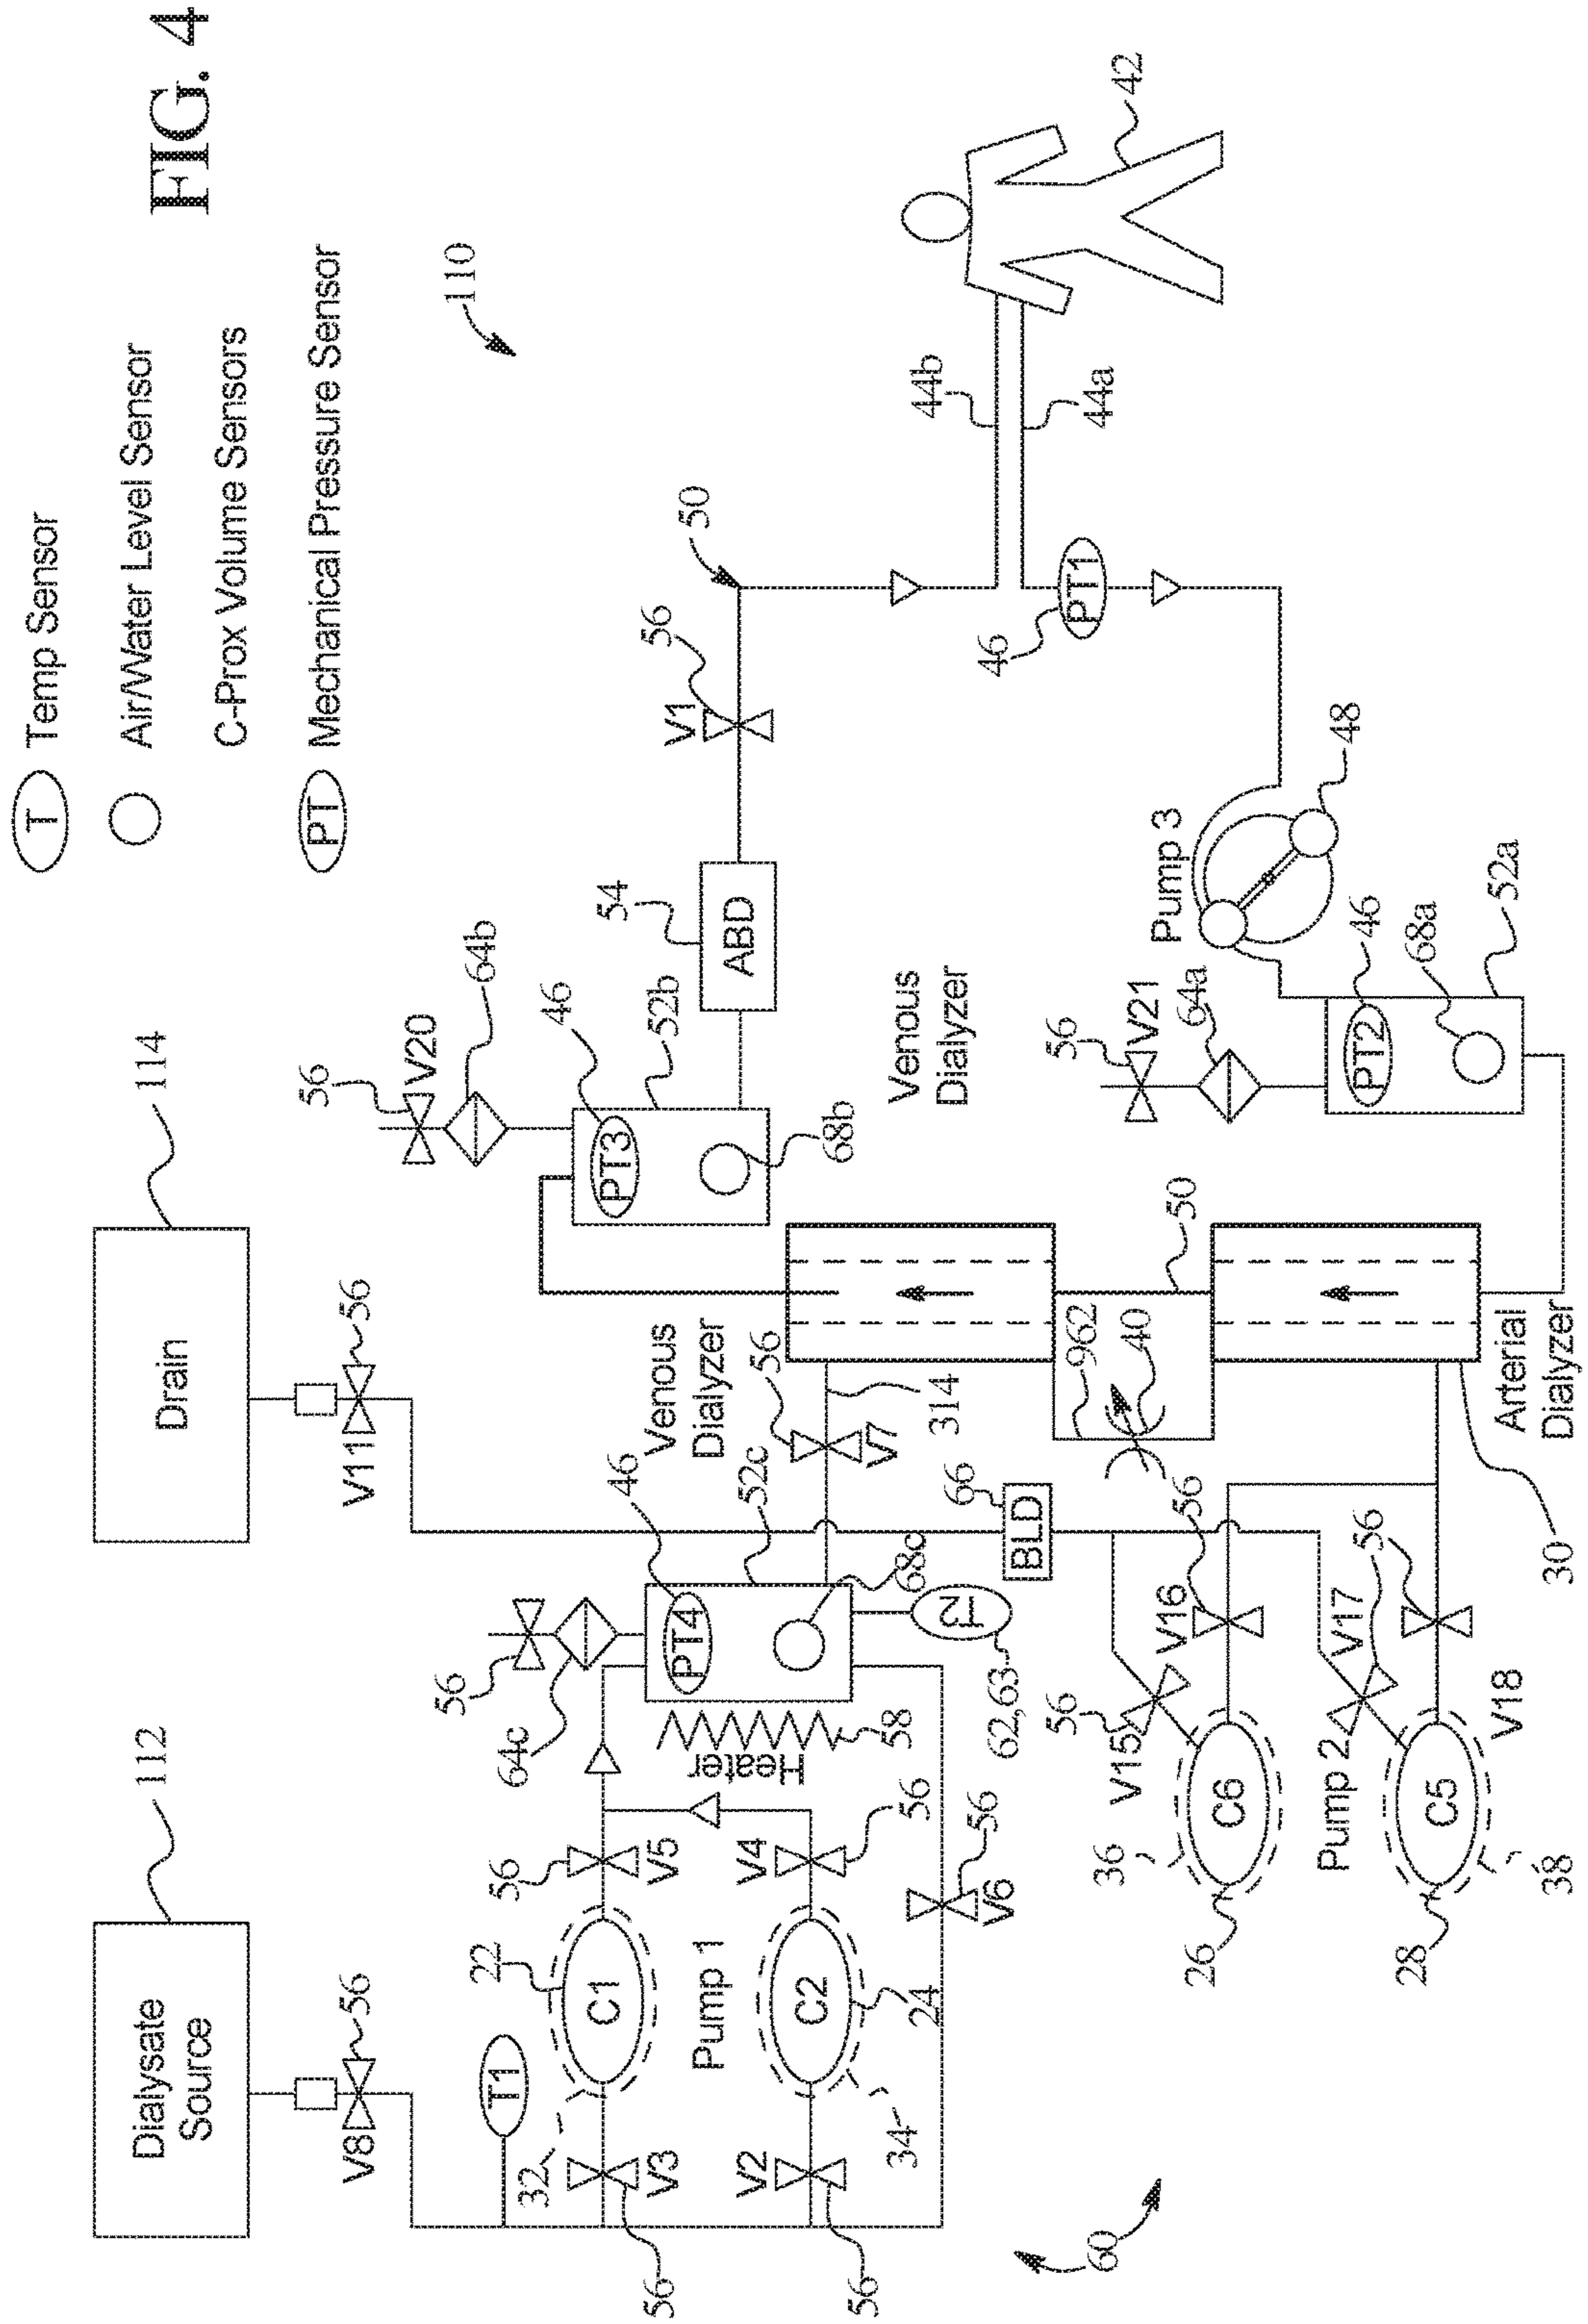 FIG. 4
T Temp Sensor
Air/Water Level Sensor
C-Prox Volume Sensors
PT Mechanical Pressure Sensor
110
112
Dialysate
Source
114
Drain
V8
56
V11
56
T1
32
22
C1
V3
56
56
V5
Pump 1
V2
56
C2
34
24
V4
56
V6
56
60
56
64c
Heater
58
46
PT4
52c
68c
T2
62,63
Venous
Dialyzer
56
V7
314
66
BLD
962
40
50
56
V20
64b
46
PT3
52b
68b
54
ABD
V1
56
50
Venous
Dialyzer
44b
44a
42
46
PT1
Pump 3
48
56
V21
64a
46
PT2
68a
52a
Arterial
Dialyzer
30
V15
56
V16
56
36
C6
26
Pump 2
V17
56
V18
C5
28
38